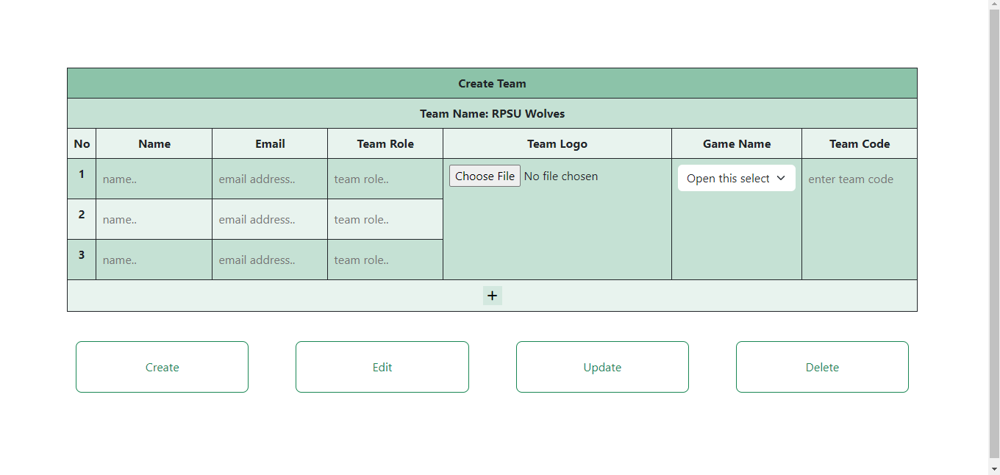 Create Team
Team Name: RPSU Wolves
No Name Email Team Role Team Logo Game Name Team Code
1 name.. email address.. team role.. Choose File No file chosen Open this select enter team code
2 name.. email address.. team role..
3 name.. email address.. team role..
+
Create Edit Update Delete